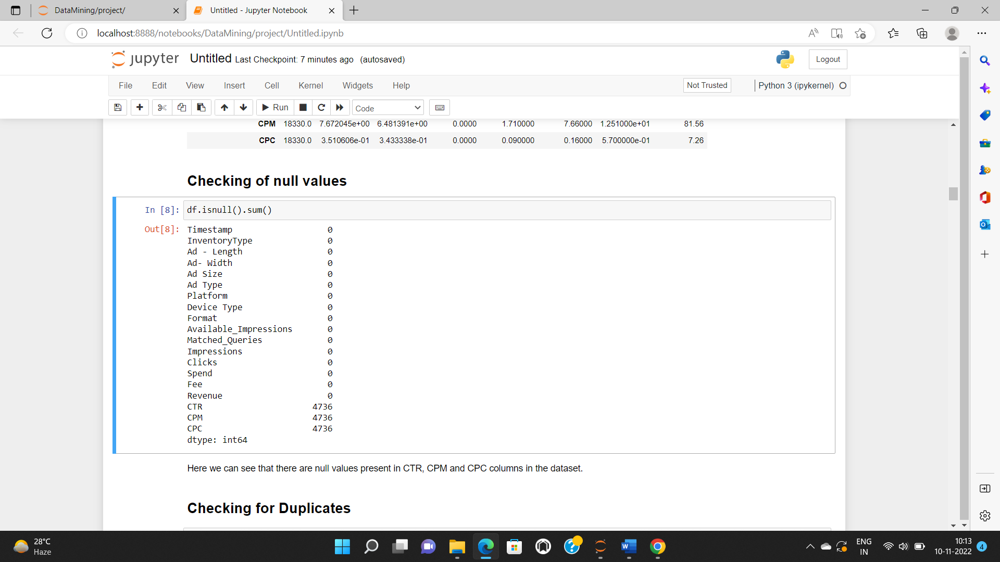 DataMining/project/
Untitled - Jupyter Notebook
localhost:8888/notebooks/DataMining/project/Untitled.ipynb
jupyter Untitled Last Checkpoint: 7 minutes ago (autosaved)
Logout
File Edit View Insert Cell Kernel Widgets Help
Not Trusted
Python 3 (ipykernel)
Run
Code
CPM 18330.0 7.672045e+00 6.481391e+00 0.0000 1.710000 7.66000 1.251000e+01 81.56
CPC 18330.0 3.510606e-01 3.433338e-01 0.0000 0.090000 0.16000 5.700000e-01 7.26
Checking of null values
In [8]: df.isnull().sum()
Out[8]: Timestamp 0
InventoryType 0
Ad - Length 0
Ad- Width 0
Ad Size 0
Ad Type 0
Platform 0
Device Type 0
Format 0
Available_Impressions 0
Matched_Queries 0
Impressions 0
Clicks 0
Spend 0
Fee 0
Revenue 0
CTR 4736
CPM 4736
CPC 4736
dtype: int64
Here we can see that there are null values present in CTR, CPM and CPC columns in the dataset.
Checking for Duplicates
28°C
Haze
ENG
IN
10:13
10-11-2022
4